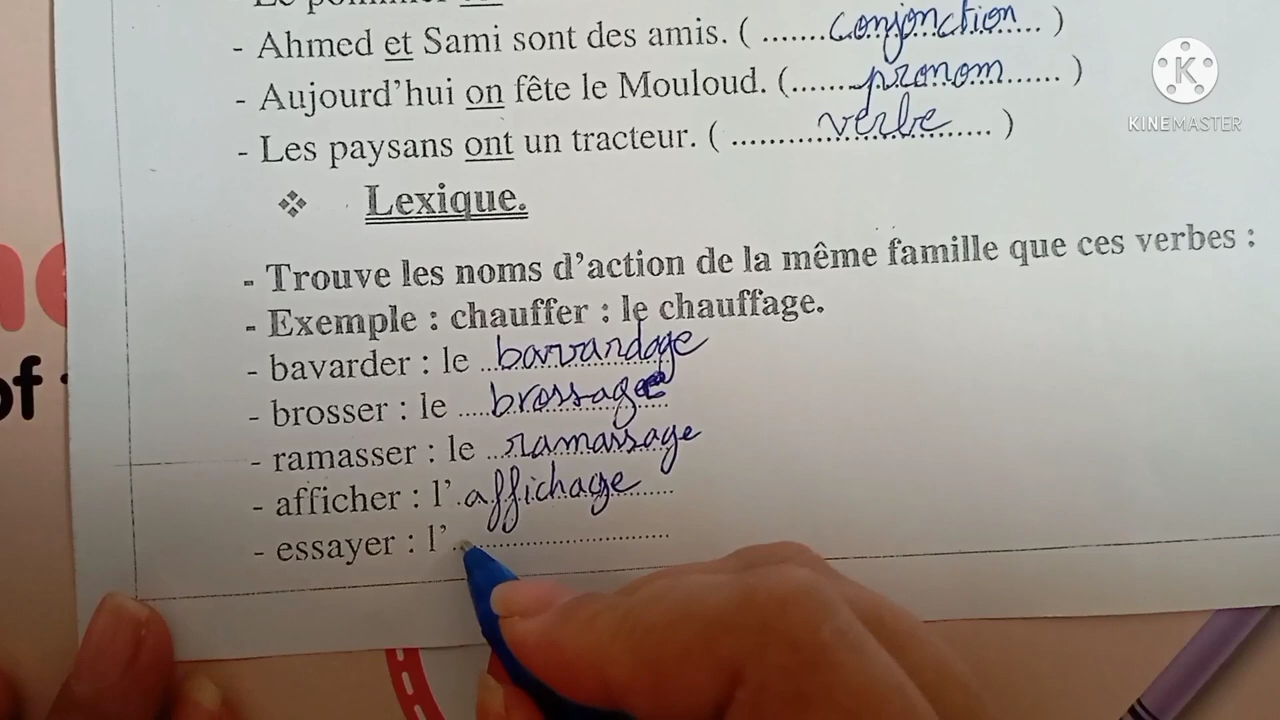 - Ahmed et Sami sont des amis. ( .......conjonction... )
KINEMASTER
- Aujourd'hui on fête le Mouloud. (......pronom...... )
- Les paysans ont un tracteur. ( ............verbe............ )
❖ Lexique.
- Trouve les noms d'action de la même famille que ces verbes :
- Exemple : chauffer : le chauffage.
- bavarder : le bavardage
- brosser : le .....brossage
- ramasser : le ...ramassage
- afficher : l'.affichage......
- essayer : l'..............................
of